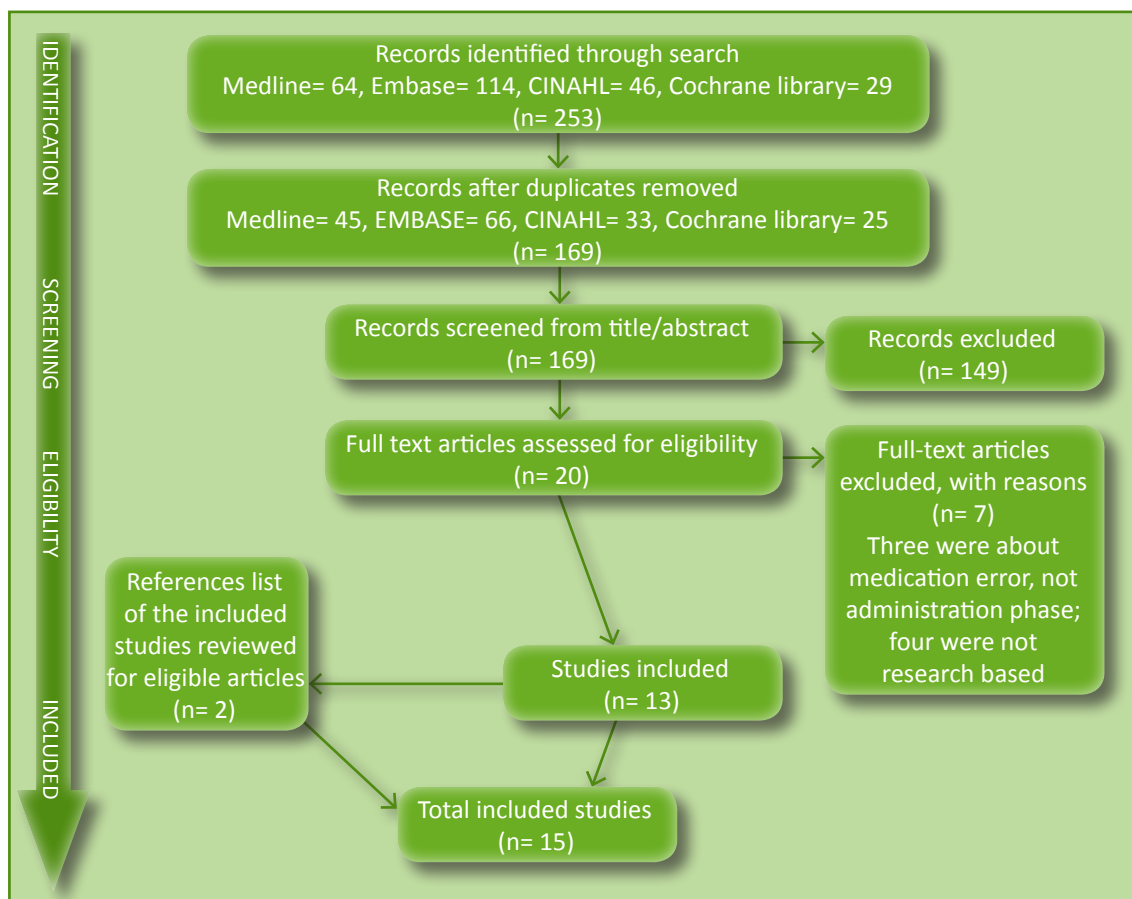 IDENTIFICATION
Records identified through search
Medline= 64, Embase= 114, CINAHL= 46, Cochrane library= 29
(n= 253)
Records after duplicates removed
Medline= 45, EMBASE= 66, CINAHL= 33, Cochrane library= 25
(n= 169)
SCREENING
Records screened from title/abstract
(n= 169)
Records excluded
(n= 149)
ELIGIBILITY
Full text articles assessed for eligibility
(n= 20)
Full-text articles
excluded, with reasons
(n= 7)
Three were about
medication error, not
administration phase;
four were not
research based
References list
of the included
studies reviewed
for eligible articles
(n= 2)
Studies included
(n= 13)
INCLUDED
Total included studies
(n= 15)